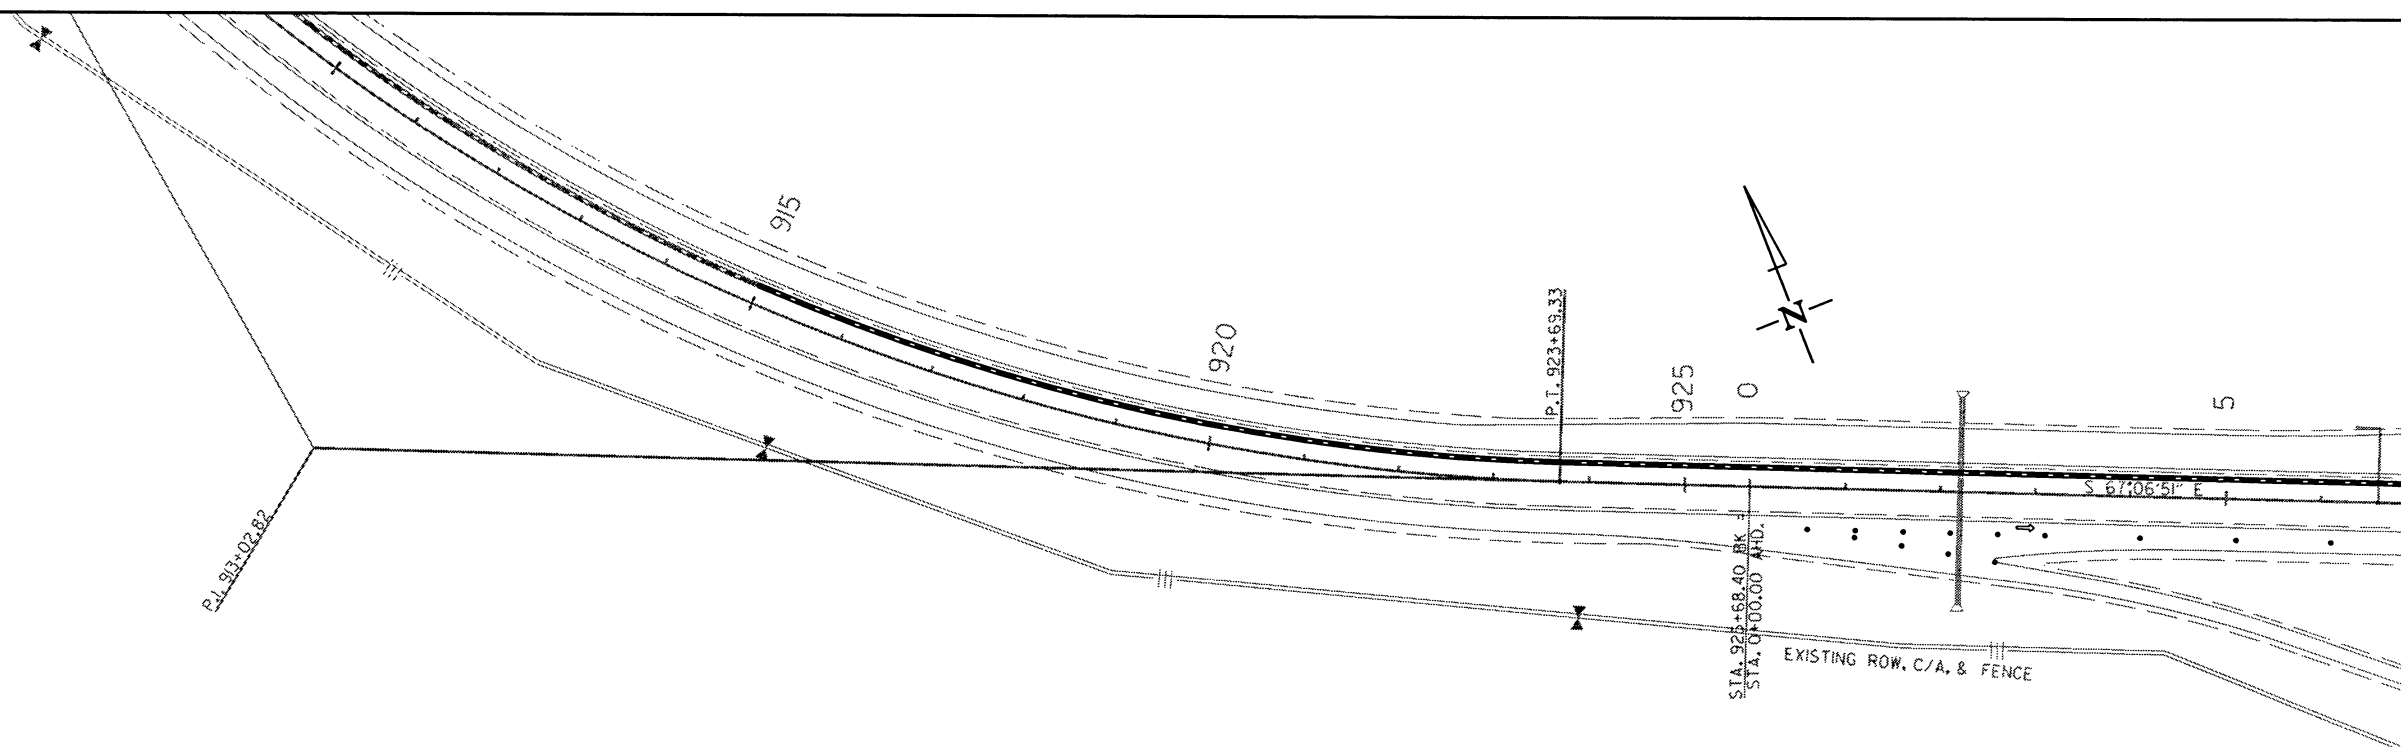 915
920
P.T. 923+69.33
925
0
5
N
S 67°06'51" E
P.I. 913+02.82
STA. 925+68.40 BK =
STA. 0+00.00 AHD.
EXISTING ROW, C/A, & FENCE